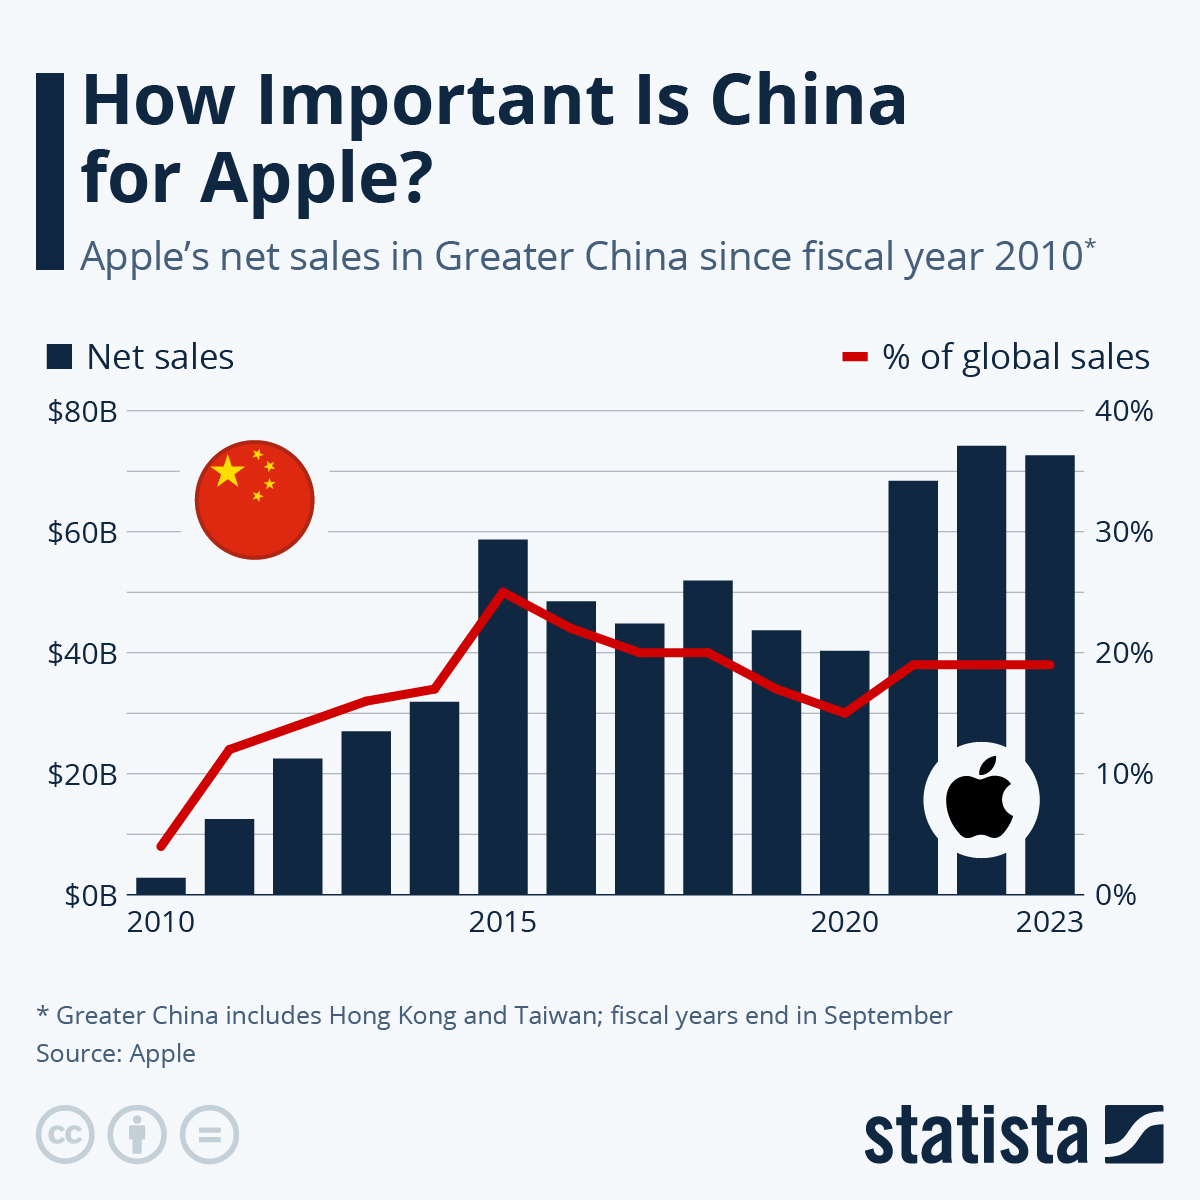 How Important Is China
for Apple?
Apple's net sales in Greater China since fiscal year 2010*
Net sales
% of global sales
$80B
40%
$60B
30%
$40B
20%
$20B
10%
$0B
0%
2010
2015
2020
2023
* Greater China includes Hong Kong and Taiwan; fiscal years end in September
Source: Apple
cc
statista